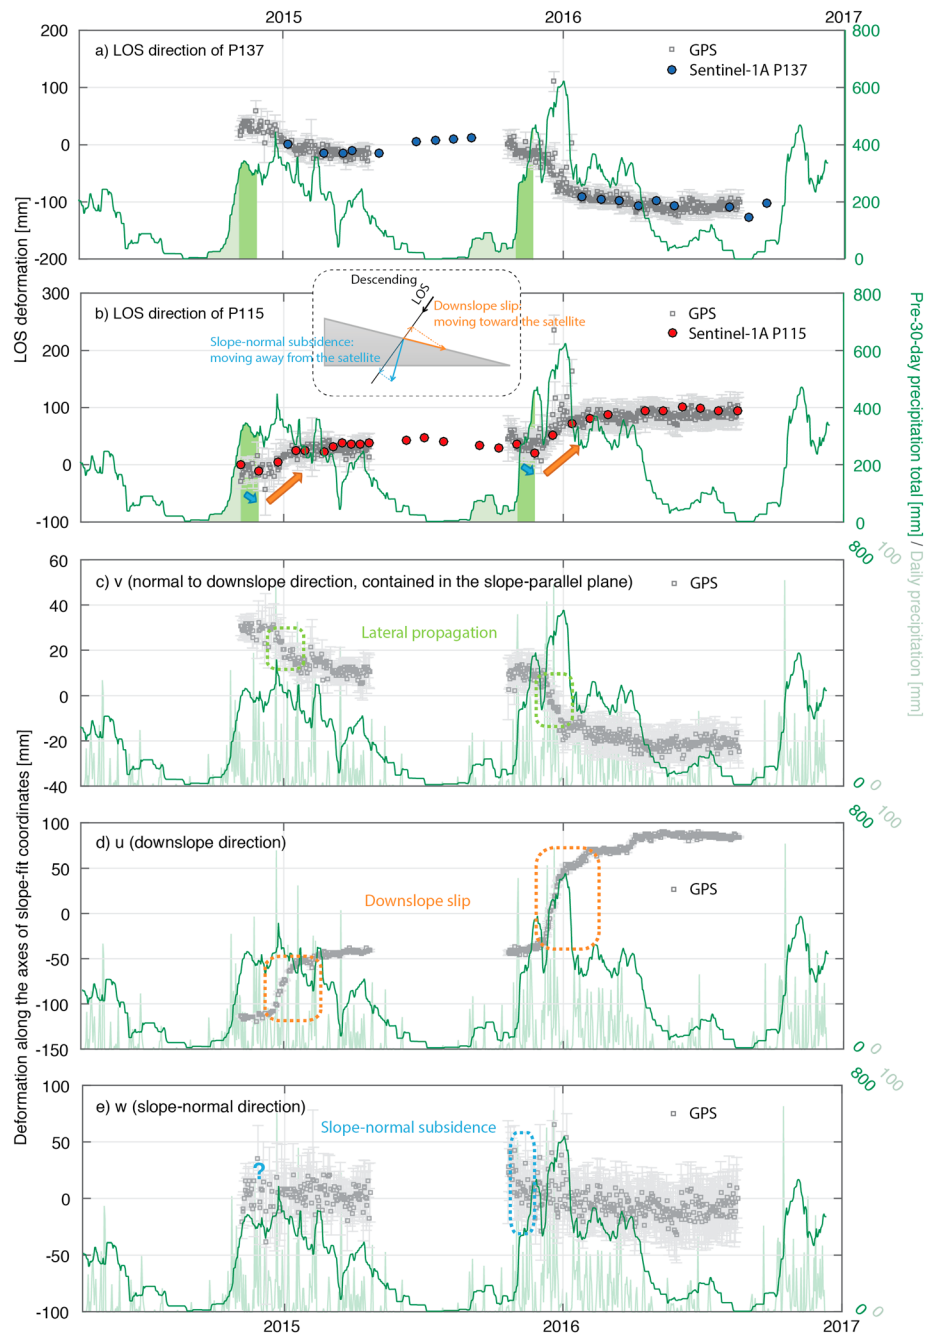 2015
2016
2017
200
100
0
-100
-200
a) LOS direction of P137
GPS
Sentinel-1A P137
800
600
400
200
0
LOS deformation [mm]
300
200
100
0
-100
b) LOS direction of P115
Descending
LOS
Downslope slip:
moving toward the satellite
Slope-normal subsidence:
moving away from the satellite
GPS
Sentinel-1A P115
800
600
400
200
0
Pre-30-day precipitation total [mm] / Daily precipitation [mm]
60
40
20
0
-20
-40
c) v (normal to downslope direction, contained in the slope-parallel plane)
GPS
Lateral propagation
800
100
0
0
Deformation along the axes of slope-fit coordinates [mm]
100
50
0
-50
-100
-150
d) u (downslope direction)
GPS
Downslope slip
800
100
0
0
100
50
0
-50
-100
e) w (slope-normal direction)
GPS
Slope-normal subsidence
?
800
100
0
0
2015
2016
2017